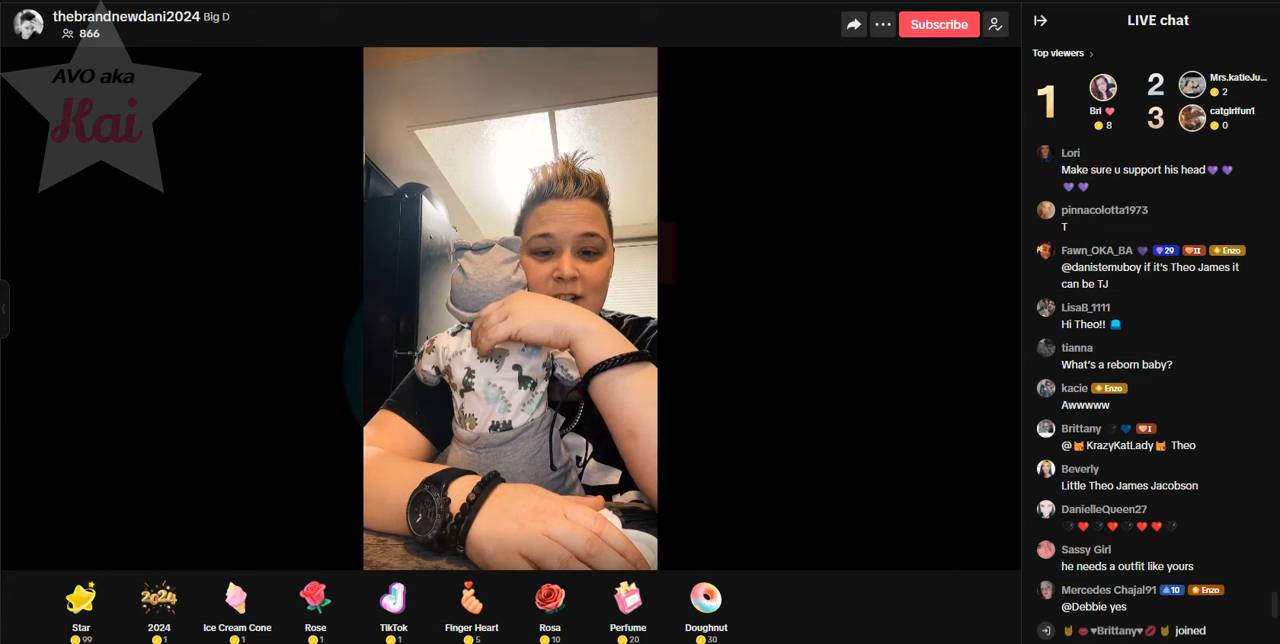 thebrandnewdani2024 Big D
866
AVO aka
Kai
Subscribe
LIVE chat
Top viewers
1
Bri
8
2
Mrs.katieJu...
2
3
catgirlfun1
0
Lori
Make sure u support his head💜💜
💜💜
pinnacolotta1973
T
Fawn_OKA_BA 🖤 29 II Enzo
@danistemuboy if it's Theo James it
can be TJ
LisaB_1111
Hi Theo!!
tianna
What's a reborn baby?
kacie Enzo
Awwwww
Brittany 🖤💙 I
@🐱KrazyKatLady🐱 Theo
Beverly
Little Theo James Jacobson
DanielleQueen27
🖤❤️🖤❤️🖤❤️❤️🖤
Sassy Girl
he needs a outfit like yours
Mercedes Chajal91 10 Enzo
@Debbie yes
🤘💋♥Brittany♥💋🤘 joined
Star
99
2024
2024
1
Ice Cream Cone
1
Rose
1
TikTok
1
Finger Heart
5
Rosa
10
Perfume
20
Doughnut
30